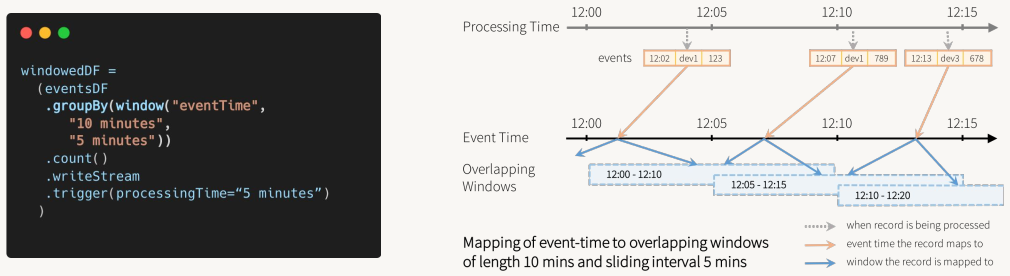 windowedDF =
(eventsDF
.groupBy(window("eventTime",
"10 minutes",
"5 minutes"))
.count()
.writeStream
.trigger(processingTime=“5 minutes”)
)
12:00 12:05 12:10 12:15
Processing Time
events 12:02 dev1 123 12:07 dev1 789 12:13 dev3 678
12:00 12:05 12:10 12:15
Event Time
Overlapping
Windows
12:00 - 12:10
12:05 - 12:15
12:10 - 12:20
when record is being processed
event time the record maps to
window the record is mapped to
Mapping of event-time to overlapping windows
of length 10 mins and sliding interval 5 mins